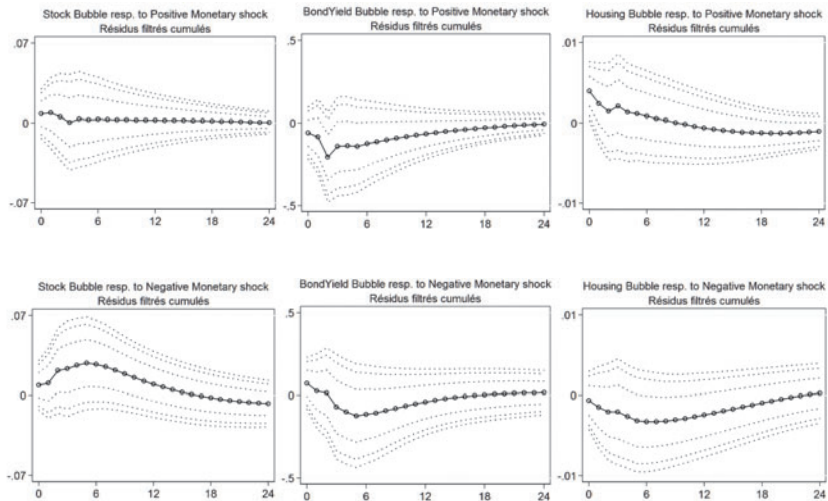 Stock Bubble resp. to Positive Monetary shock
Résidus filtrés cumulés
.07
0
-.07
0 6 12 18 24
BondYield Bubble resp. to Positive Monetary shock
Résidus filtrés cumulés
.5
0
-.5
0 6 12 18 24
Housing Bubble resp. to Positive Monetary shock
Résidus filtrés cumulés
.01
0
-.01
0 6 12 18 24
Stock Bubble resp. to Negative Monetary shock
Résidus filtrés cumulés
.07
0
-.07
0 6 12 18 24
BondYield Bubble resp. to Negative Monetary shock
Résidus filtrés cumulés
.5
0
-.5
0 6 12 18 24
Housing Bubble resp. to Negative Monetary shock
Résidus filtrés cumulés
.01
0
-.01
0 6 12 18 24